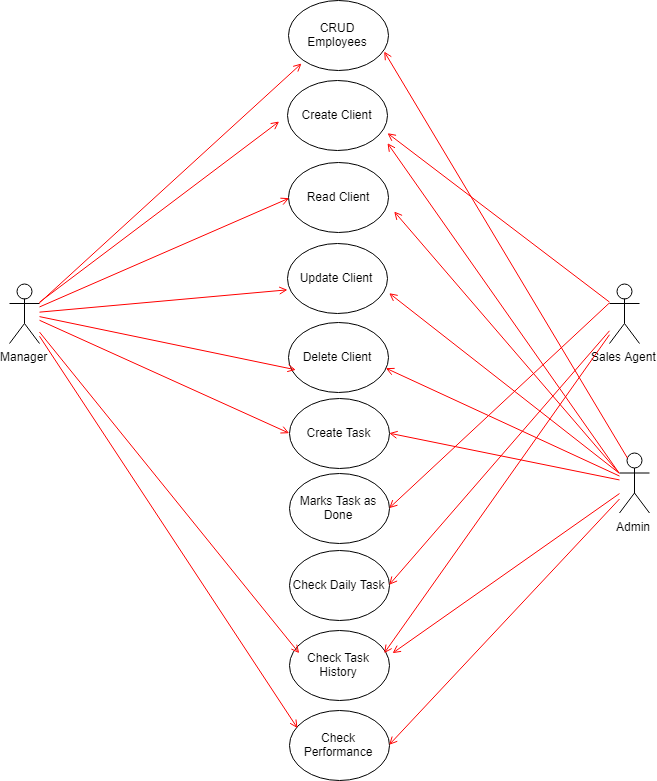 CRUD
Employees
Create Client
Read Client
Update Client
Manager
Sales Agent
Delete Client
Create Task
Marks Task as
Done
Admin
Check Daily Task
Check Task
History
Check
Performance